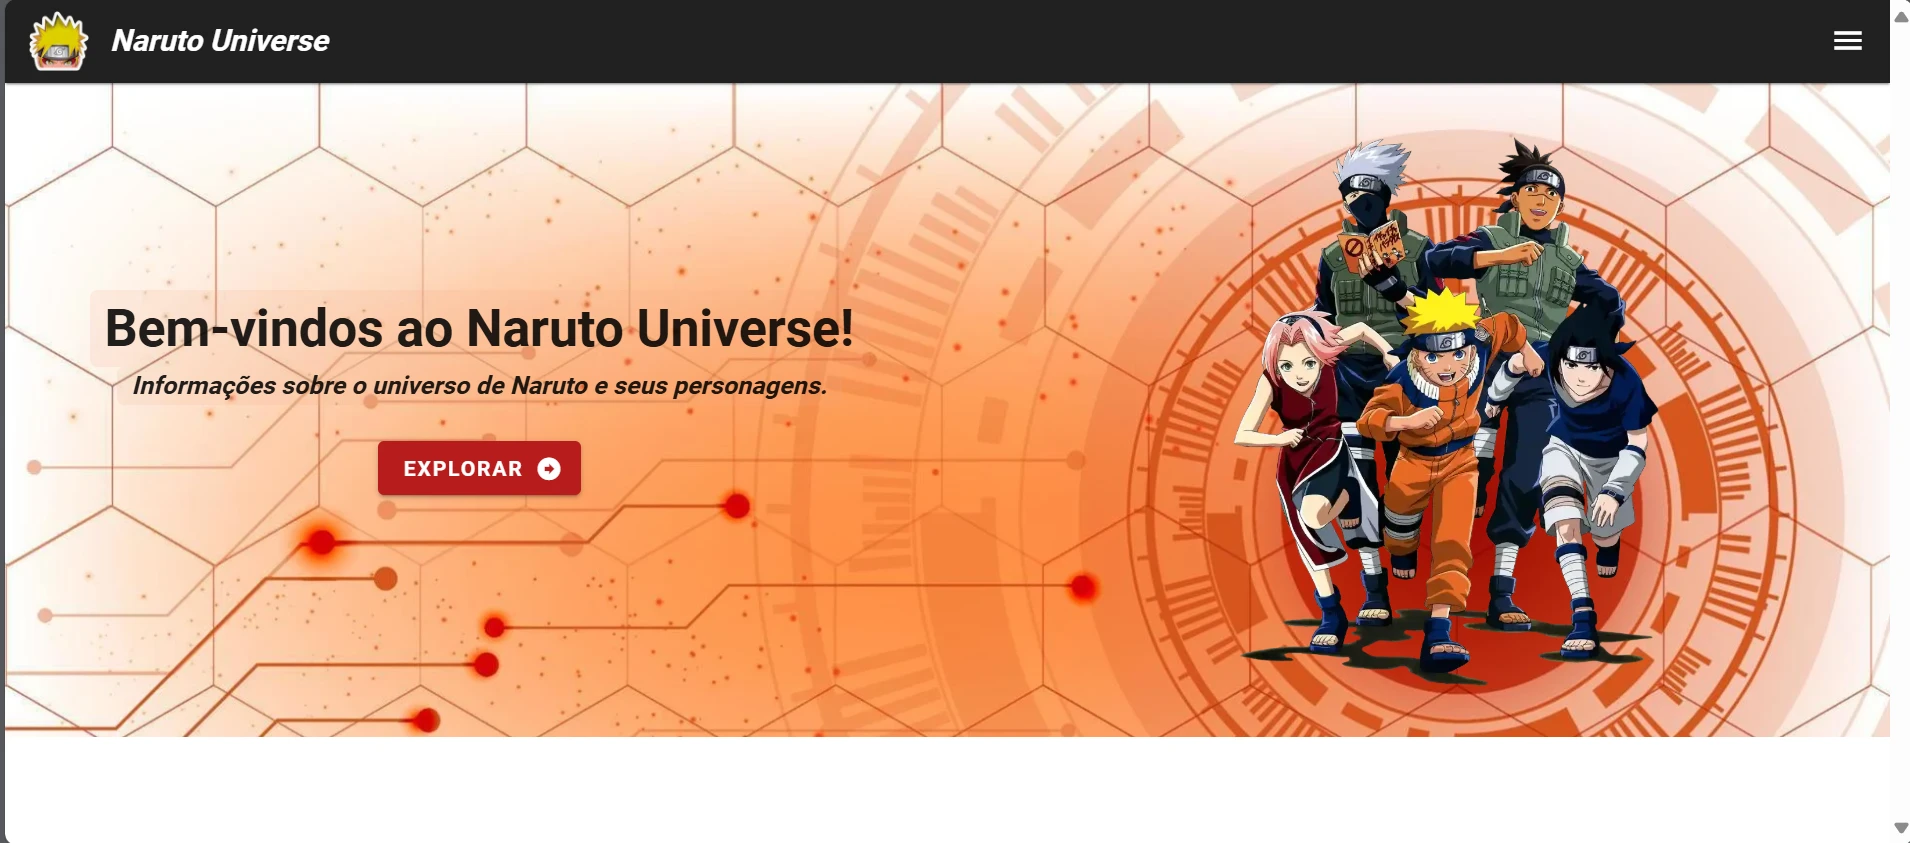 Naruto Universe
Bem-vindos ao Naruto Universe!
Informações sobre o universo de Naruto e seus personagens.
EXPLORAR